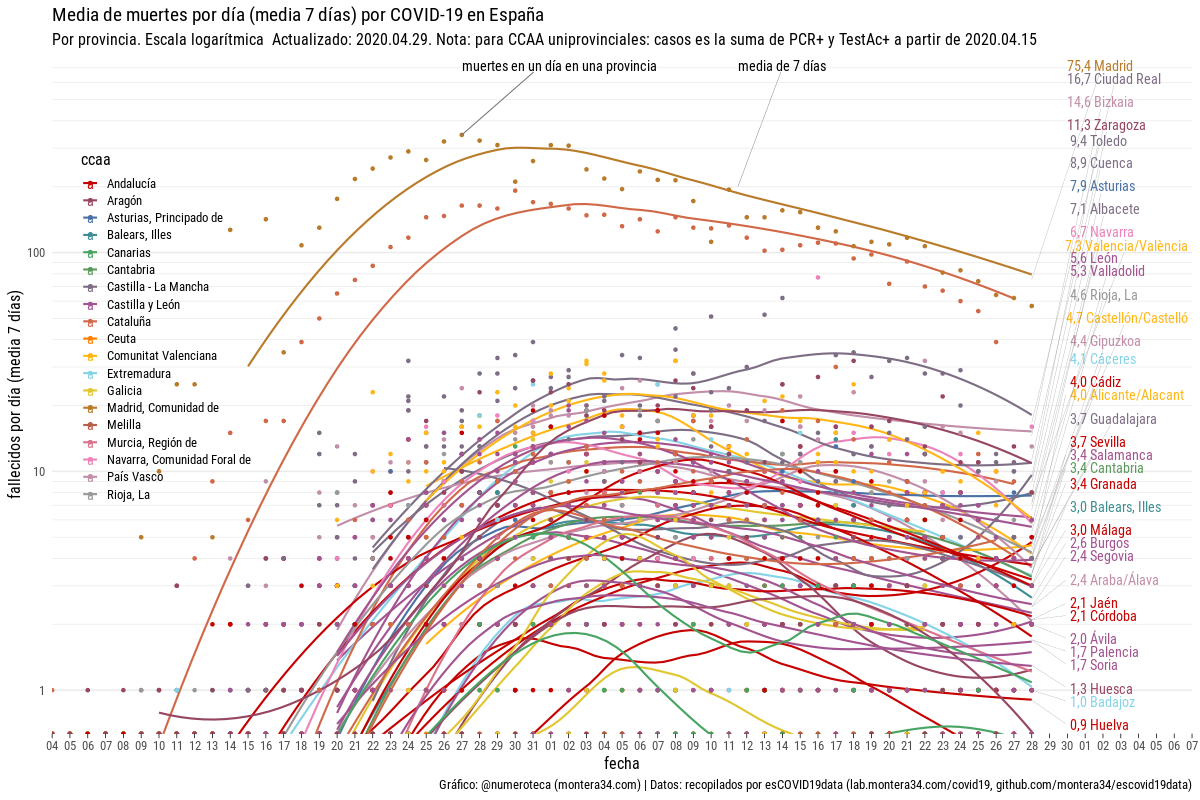 Media de muertes por día (media 7 días) por COVID-19 en España
Por provincia. Escala logarítmica Actualizado: 2020.04.29. Nota: para CCAA uniprovinciales: casos es la suma de PCR+ y TestAc+ a partir de 2020.04.15
muertes en un día en una provincia
media de 7 días
ccaa
Andalucía
Aragón
Asturias, Principado de
Balears, Illes
Canarias
Cantabria
Castilla - La Mancha
Castilla y León
Cataluña
Ceuta
Comunitat Valenciana
Extremadura
Galicia
Madrid, Comunidad de
Melilla
Murcia, Región de
Navarra, Comunidad Foral de
País Vasco
Rioja, La
75,4 Madrid
16,7 Ciudad Real
14,6 Bizkaia
11,3 Zaragoza
9,4 Toledo
8,9 Cuenca
7,9 Asturias
7,1 Albacete
6,7 Navarra
7,3 Valencia/València
5,6 León
5,3 Valladolid
4,6 Rioja, La
4,7 Castellón/Castelló
4,4 Gipuzkoa
4,1 Cáceres
4,0 Cádiz
4,0 Alicante/Alacant
3,7 Guadalajara
3,7 Sevilla
3,4 Salamanca
3,4 Cantabria
3,4 Granada
3,0 Balears, Illes
3,0 Málaga
2,6 Burgos
2,4 Segovia
2,4 Araba/Álava
2,1 Jaén
2,1 Córdoba
2,0 Ávila
1,7 Palencia
1,7 Soria
1,3 Huesca
1,0 Badajoz
0,9 Huelva
fallecidos por día (media 7 días)
100
10
1
04 05 06 07 08 09 10 11 12 13 14 15 16 17 18 19 20 21 22 23 24 25 26 27 28 29 30 31 01 02 03 04 05 06 07 08 09 10 11 12 13 14 15 16 17 18 19 20 21 22 23 24 25 26 27 28 29 30 01 02 03 04 05 06 07
fecha
Gráfico: @numeroteca (montera34.com) | Datos: recopilados por esCOVID19data (lab.montera34.com/covid19, github.com/montera34/escovid19data)